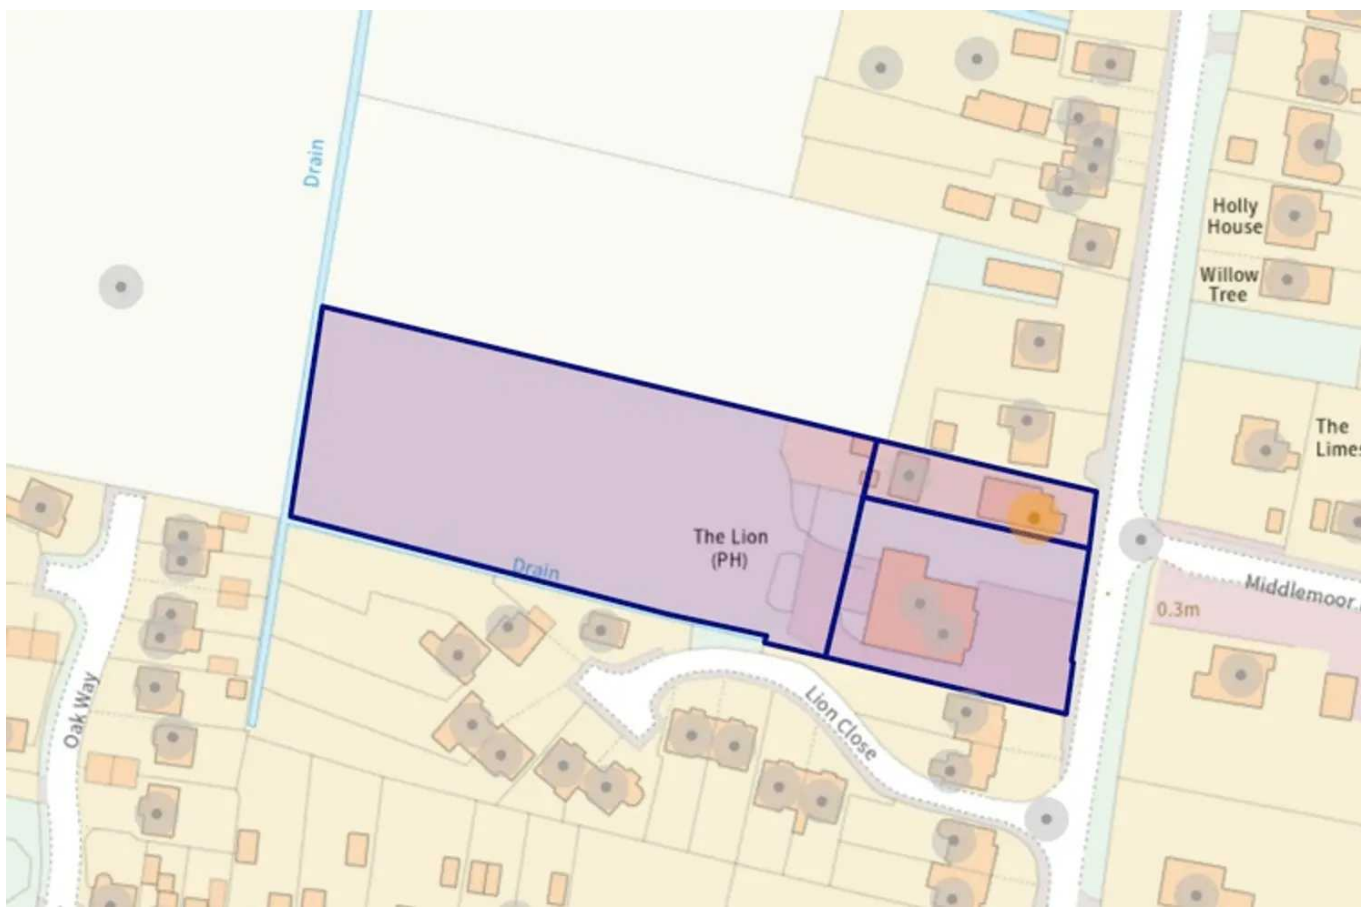 Drain
Holly
House
Willow
Tree
The
Limes
The Lion
(PH)
Drain
Middlemoor
0.3m
Oak Way
Lion Close